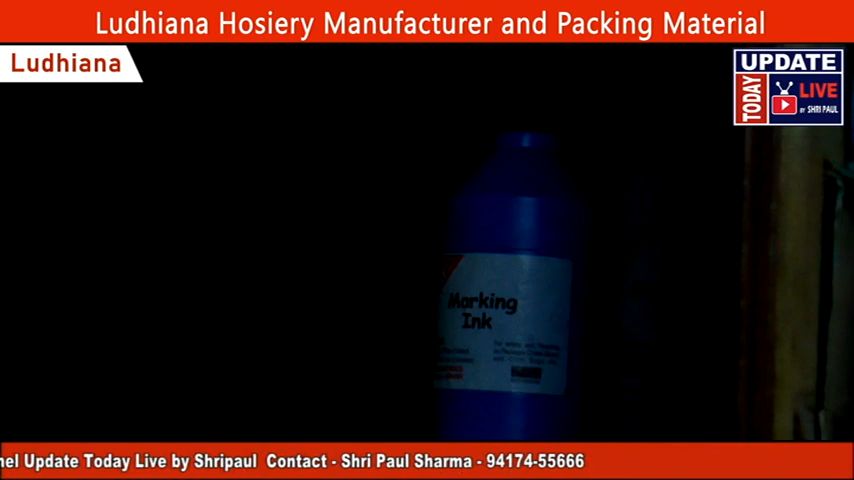 Ludhiana Hosiery Manufacturer and Packing Material
Ludhiana
UPDATE
TODAY
LIVE
BY SHRI PAUL
Marking
Ink
nel Update Today Live by Shripaul Contact - Shri Paul Sharma - 94174-55666